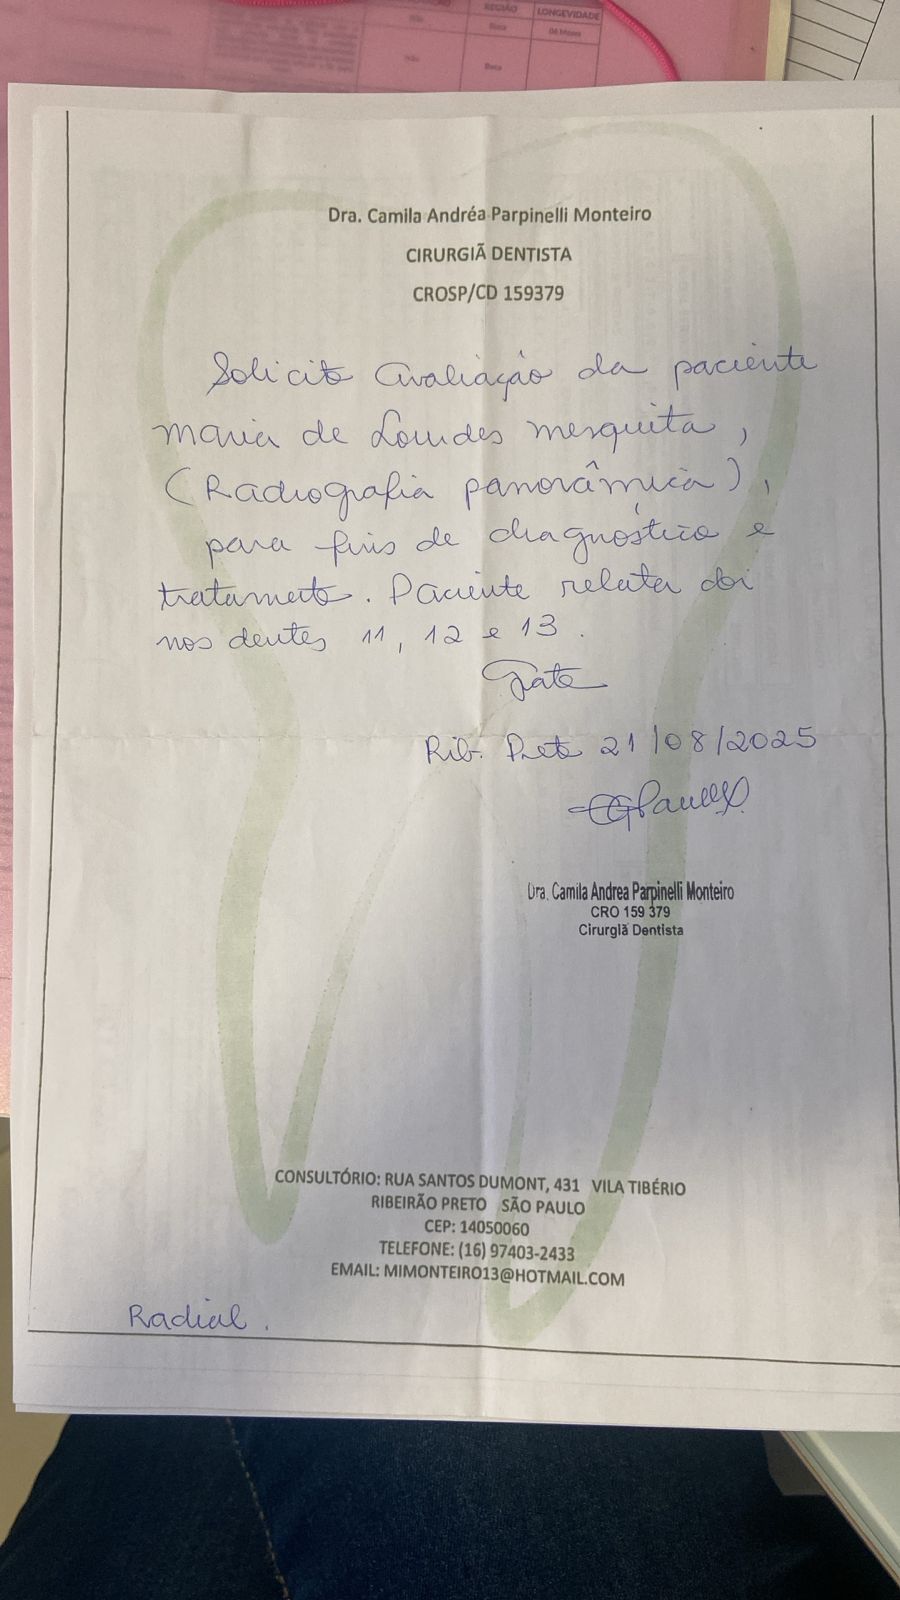 REGIÃO LONGEVIDADE
Dra. Camila Andréa Parpinelli Monteiro
CIRURGIÃ DENTISTA
CROSP/CD 159379
Solicito avaliação da paciente
maria de Lourdes mesquita,
(Radiografia panorâmica),
para fins de diagnóstico e
tratamento. Paciente relata dor
nos dentes 11, 12 e 13.
Grata
Rib. Preto 21/08/2025
Dra. Camila Andrea Parpinelli Monteiro
CRO 159 379
Cirurgiã Dentista
CONSULTÓRIO: RUA SANTOS DUMONT, 431 VILA TIBÉRIO
RIBEIRÃO PRETO SÃO PAULO
CEP: 14050060
TELEFONE: (16) 97403-2433
EMAIL: MIMONTEIRO13@HOTMAIL.COM
Radial.